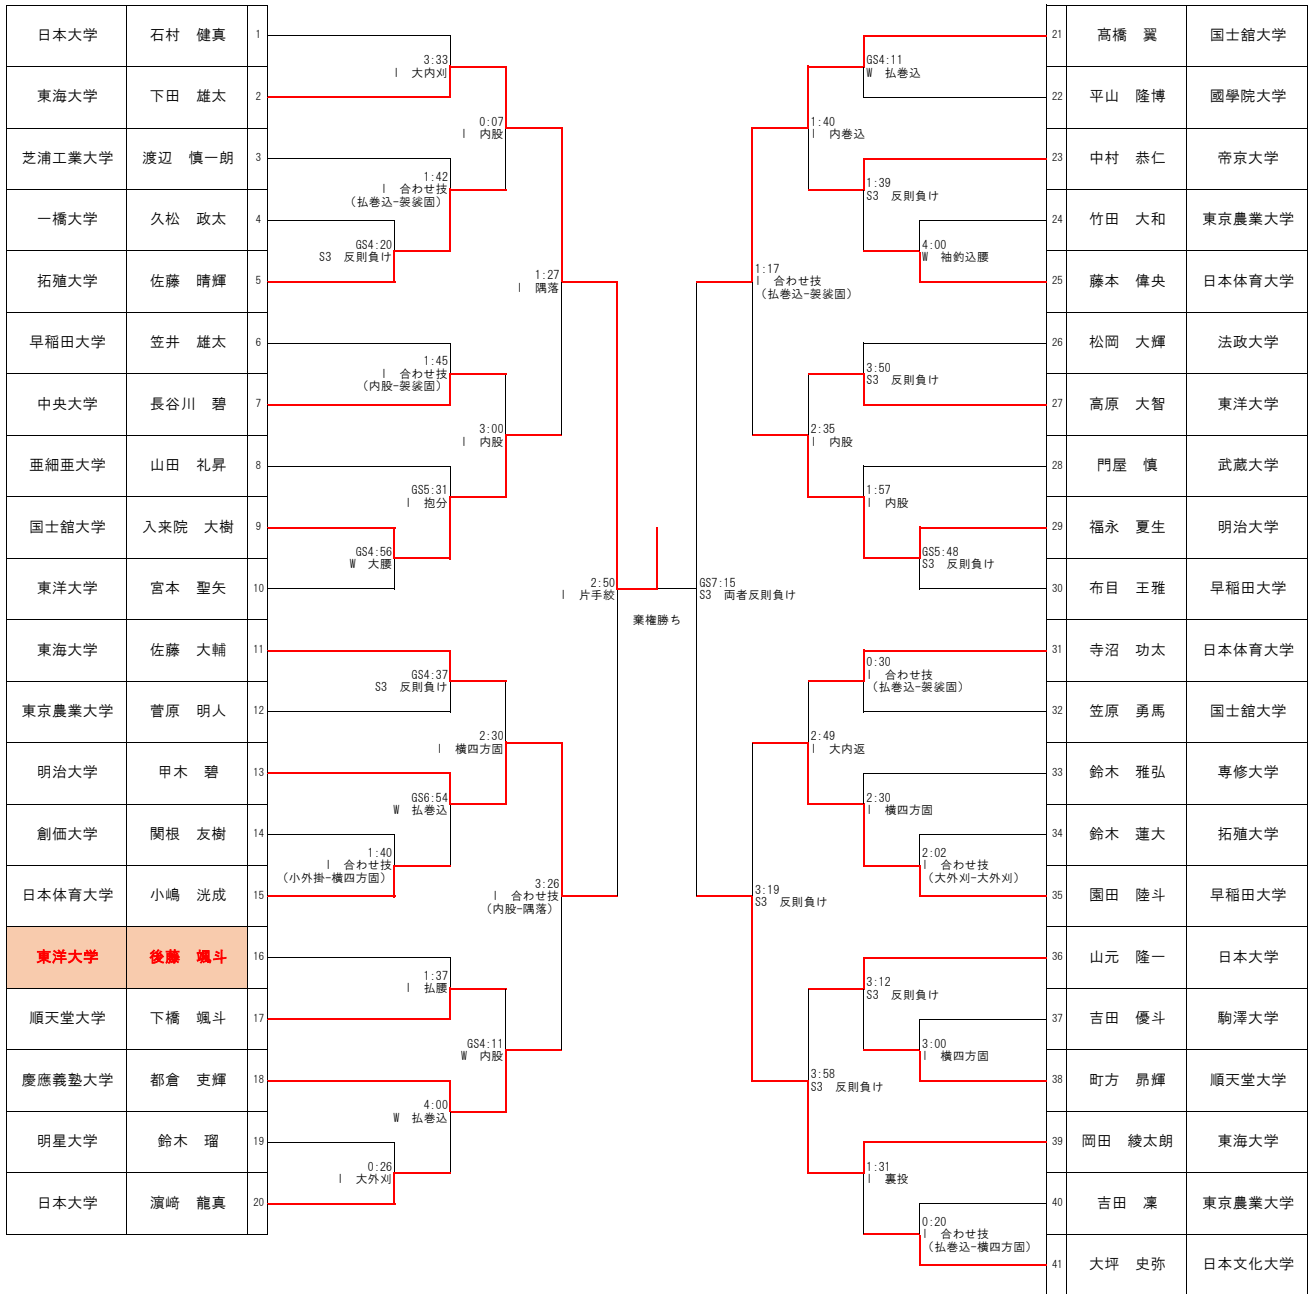 日本大学 石村 健真 1
東海大学 下田 雄太 2
芝浦工業大学 渡辺 慎一朗 3
一橋大学 久松 政太 4
拓殖大学 佐藤 晴輝 5
早稲田大学 笠井 雄太 6
中央大学 長谷川 碧 7
亜細亜大学 山田 礼昇 8
国士舘大学 入来院 大樹 9
東洋大学 宮本 聖矢 10
東海大学 佐藤 大輔 11
東京農業大学 菅原 明人 12
明治大学 甲木 碧 13
創価大学 関根 友樹 14
日本体育大学 小嶋 洸成 15
東洋大学 後藤 颯斗 16
順天堂大学 下橋 颯斗 17
慶應義塾大学 都倉 吏輝 18
明星大学 鈴木 瑠 19
日本大学 濵﨑 龍真 20
3:33
I 大内刈
1:42
I 合わせ技
(払巻込-袈裟固)
GS4:20
S3 反則負け
0:07
I 内股
1:45
I 合わせ技
(内股-袈裟固)
GS5:31
I 抱分
GS4:56
W 大腰
3:00
I 内股
1:27
I 隅落
GS4:37
S3 反則負け
GS6:54
W 払巻込
1:40
I 合わせ技
(小外掛-横四方固)
2:30
I 横四方固
1:37
I 払腰
4:00
W 払巻込
0:26
I 大外刈
GS4:11
W 内股
3:26
I 合わせ技
(内股-隅落)
2:50
I 片手絞
棄権勝ち
GS7:15
S3 両者反則負け
1:17
I 合わせ技
(払巻込-袈裟固)
1:40
I 内巻込
GS4:11
W 払巻込
1:39
S3 反則負け
4:00
W 袖釣込腰
2:35
I 内股
3:50
S3 反則負け
1:57
I 内股
GS5:48
S3 反則負け
3:19
S3 反則負け
2:49
I 大内返
0:30
I 合わせ技
(払巻込-袈裟固)
2:30
I 横四方固
2:02
I 合わせ技
(大外刈-大外刈)
3:58
S3 反則負け
3:12
S3 反則負け
3:00
I 横四方固
1:31
I 裏投
0:20
I 合わせ技
(払巻込-横四方固)
21 髙橋 翼 国士舘大学
22 平山 隆博 國學院大学
23 中村 恭仁 帝京大学
24 竹田 大和 東京農業大学
25 藤本 偉央 日本体育大学
26 松岡 大輝 法政大学
27 高原 大智 東洋大学
28 門屋 慎 武蔵大学
29 福永 夏生 明治大学
30 布目 王雅 早稲田大学
31 寺沼 功太 日本体育大学
32 笠原 勇馬 国士舘大学
33 鈴木 雅弘 専修大学
34 鈴木 蓮大 拓殖大学
35 園田 陸斗 早稲田大学
36 山元 隆一 日本大学
37 吉田 優斗 駒澤大学
38 町方 昴輝 順天堂大学
39 岡田 綾太朗 東海大学
40 吉田 凜 東京農業大学
41 大坪 史弥 日本文化大学